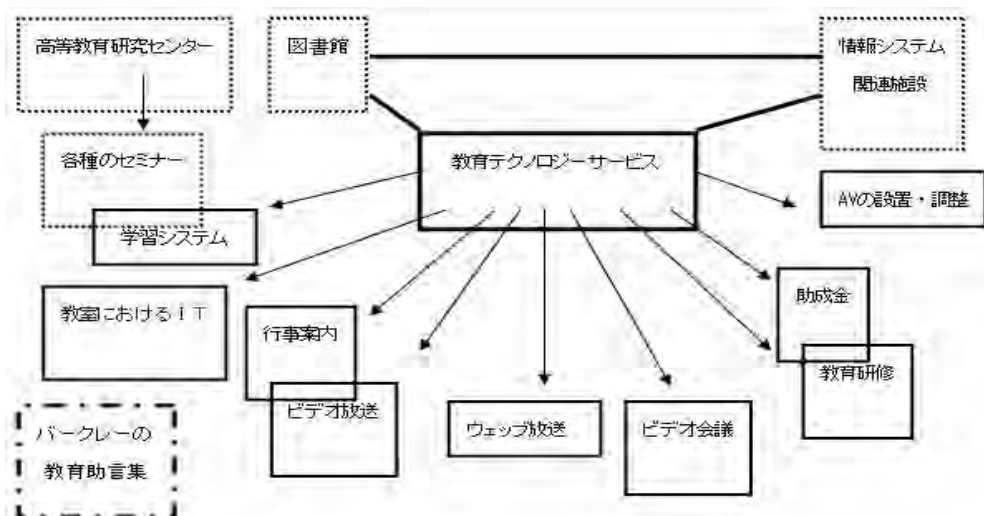 高等教育研究センター
図書館
情報システム
関連施設
各種のセミナー
教育テクノロジーサービス
AVの設置・調整
学習システム
助成金
教室におけるIT
行事案内
教育研修
ビデオ放送
ウェッブ放送
ビデオ会議
バークレーの
教育助言集